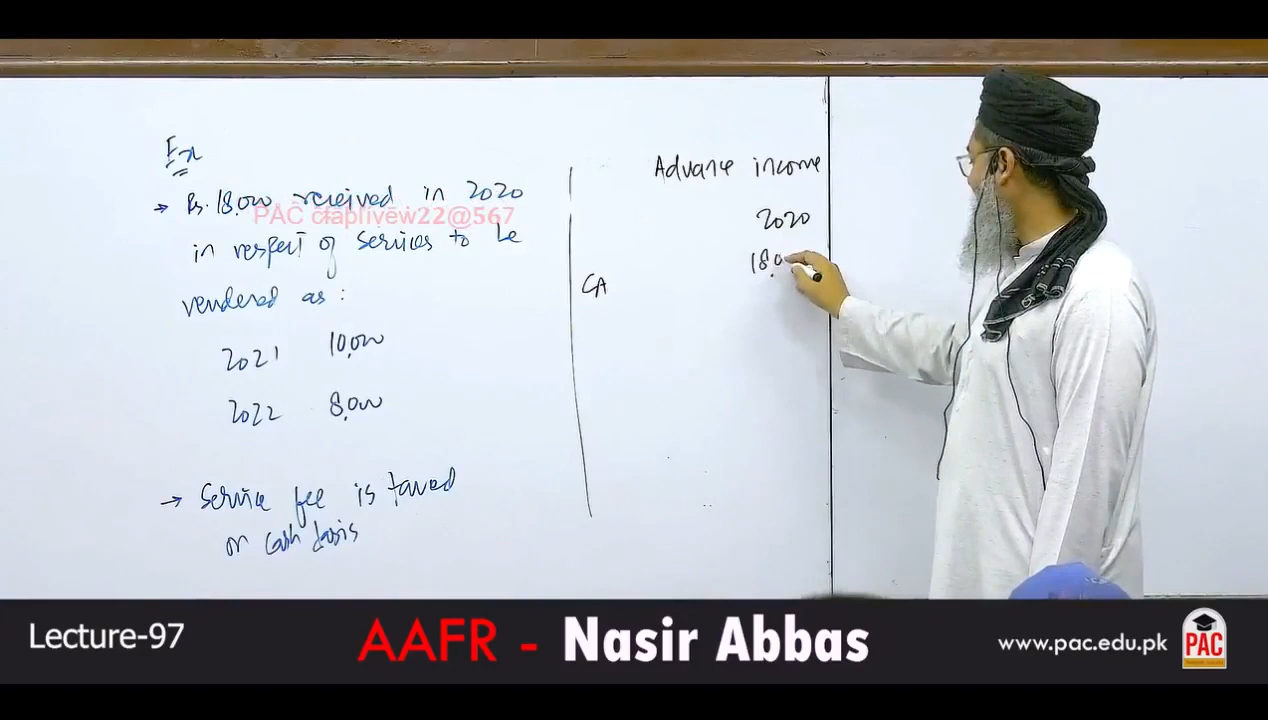 Ex
→ Rs. 18,000 received in 2020
PAC cfaplivew22@567
in respect of services to be
rendered as :
2021 10,000
2022 8,000
→ Service fee is taxed
on cash basis
Advance income
2020
18,0
CA
Lecture-97
AAFR - Nasir Abbas
www.pac.edu.pk
PAC